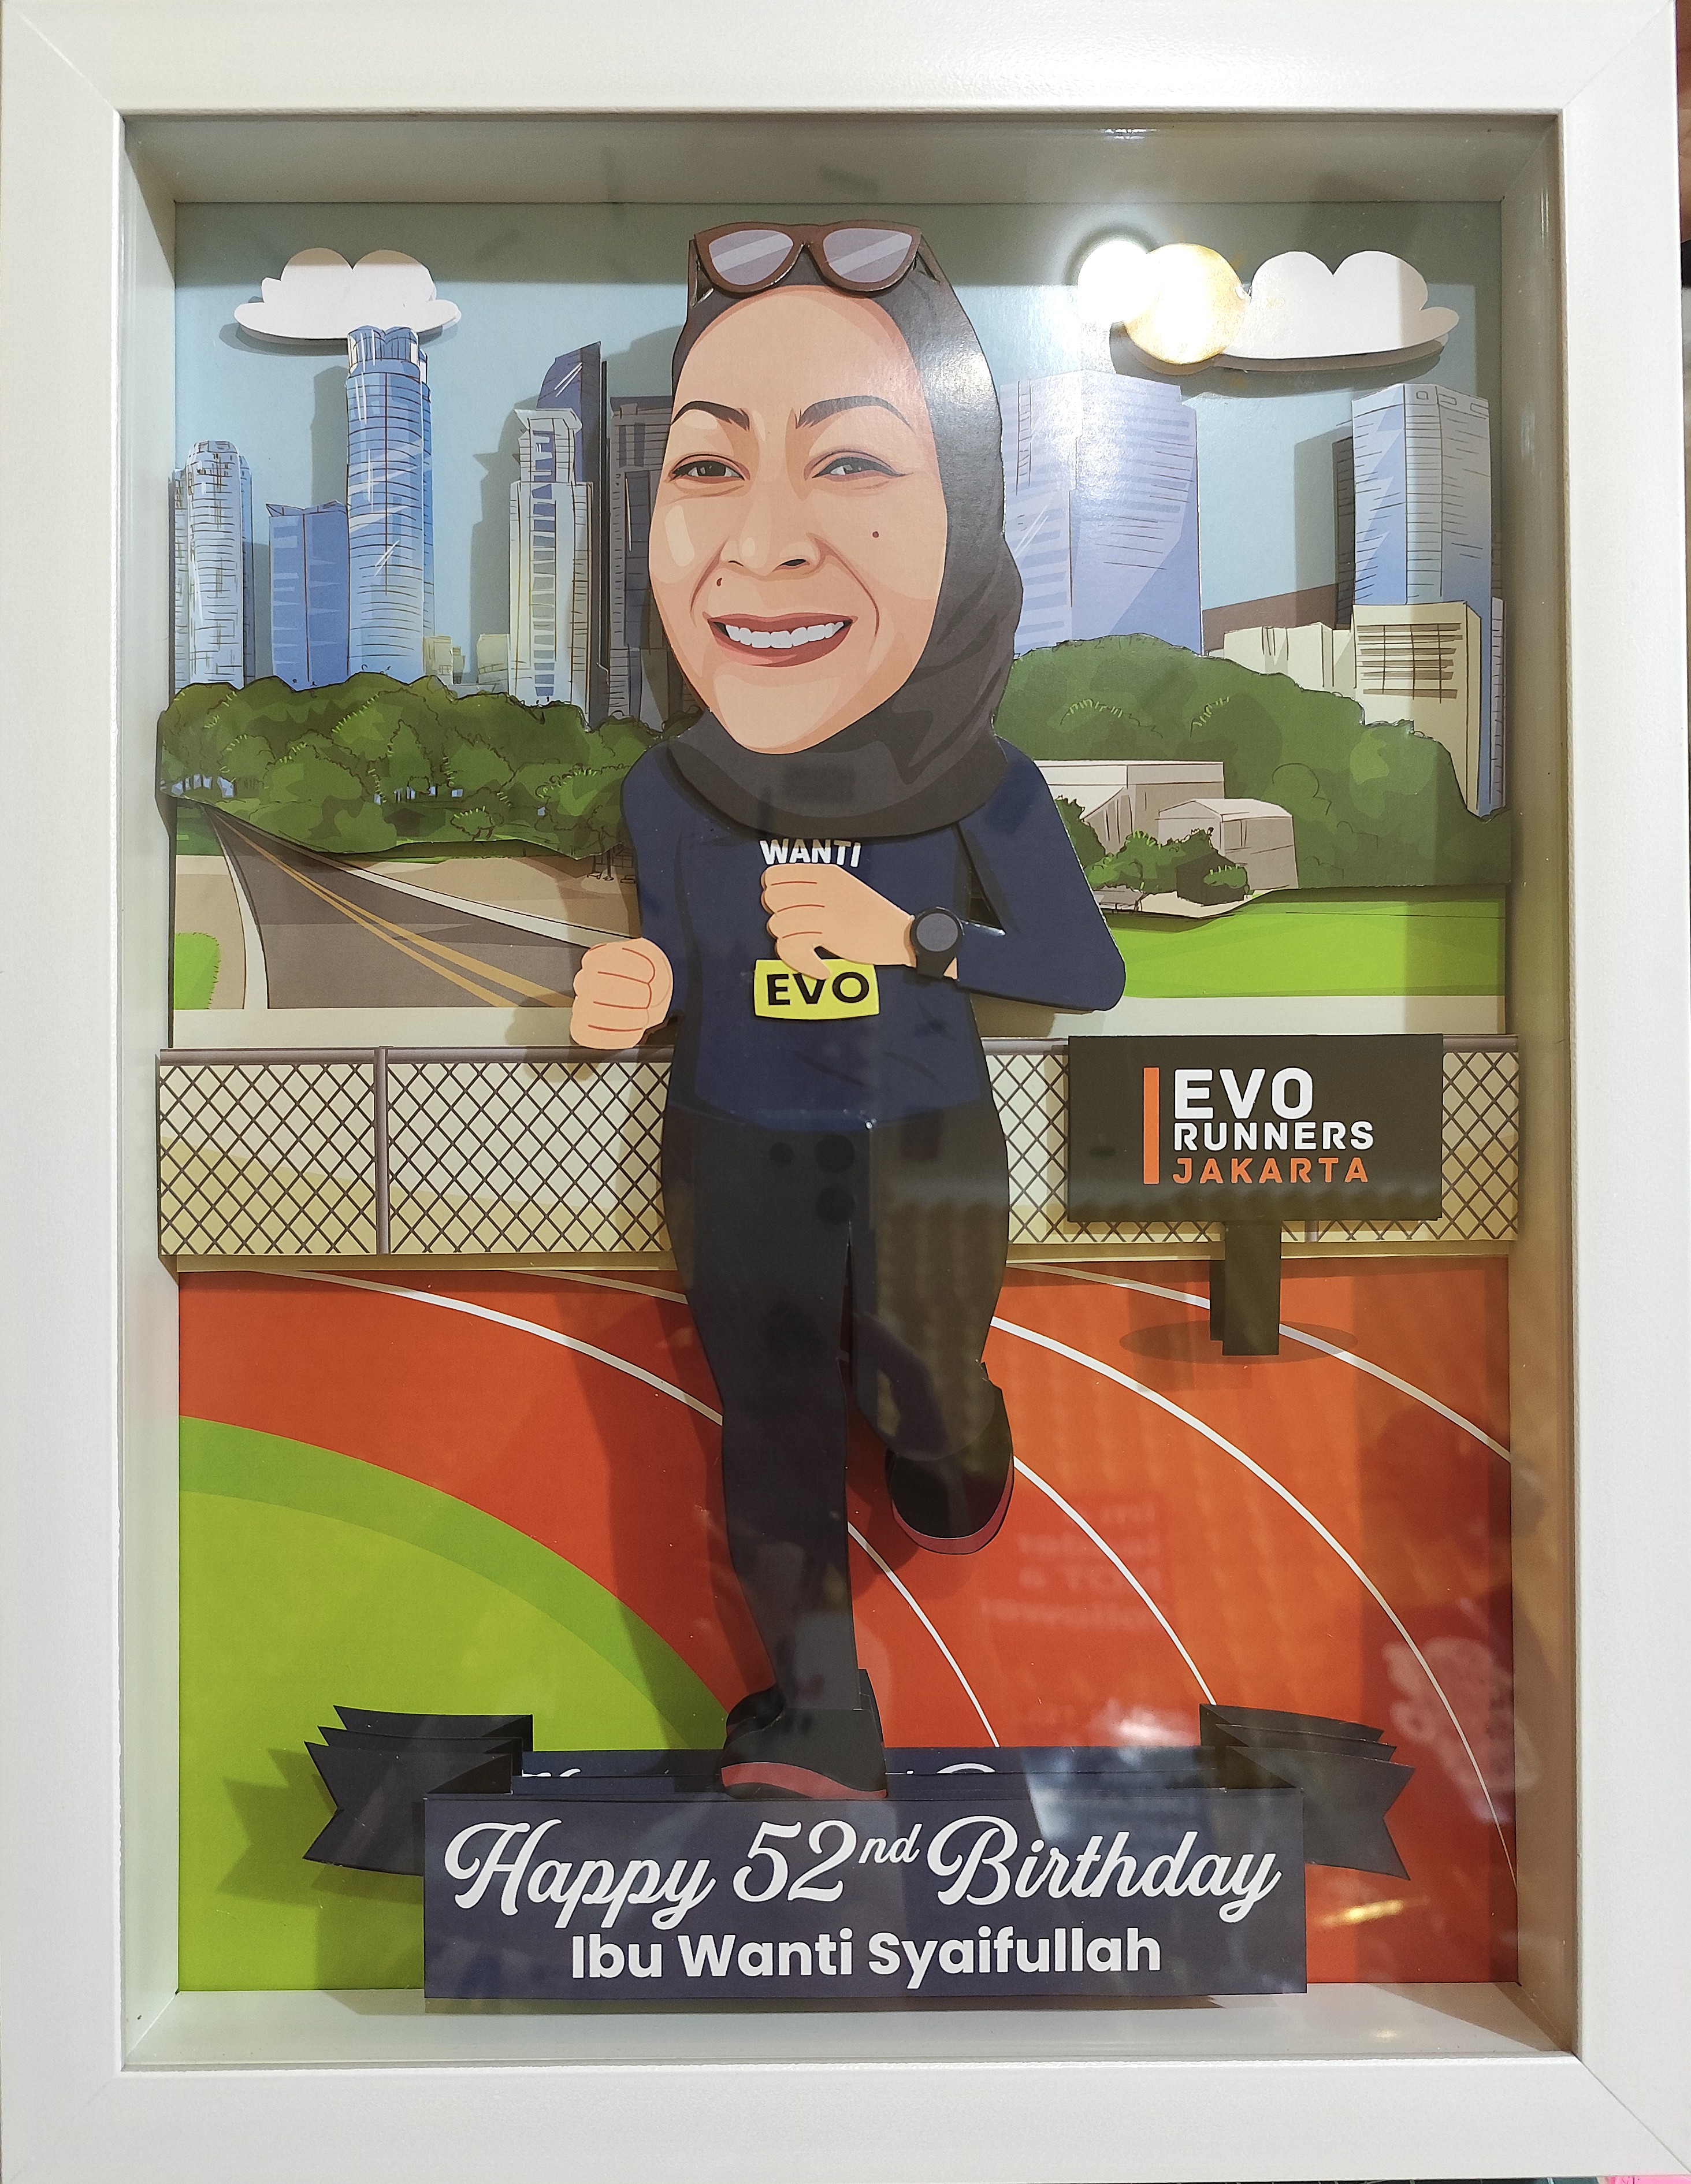 WANTI
EVO
EVO
RUNNERS
JAKARTA
Happy 52nd Birthday
Ibu Wanti Syaifullah